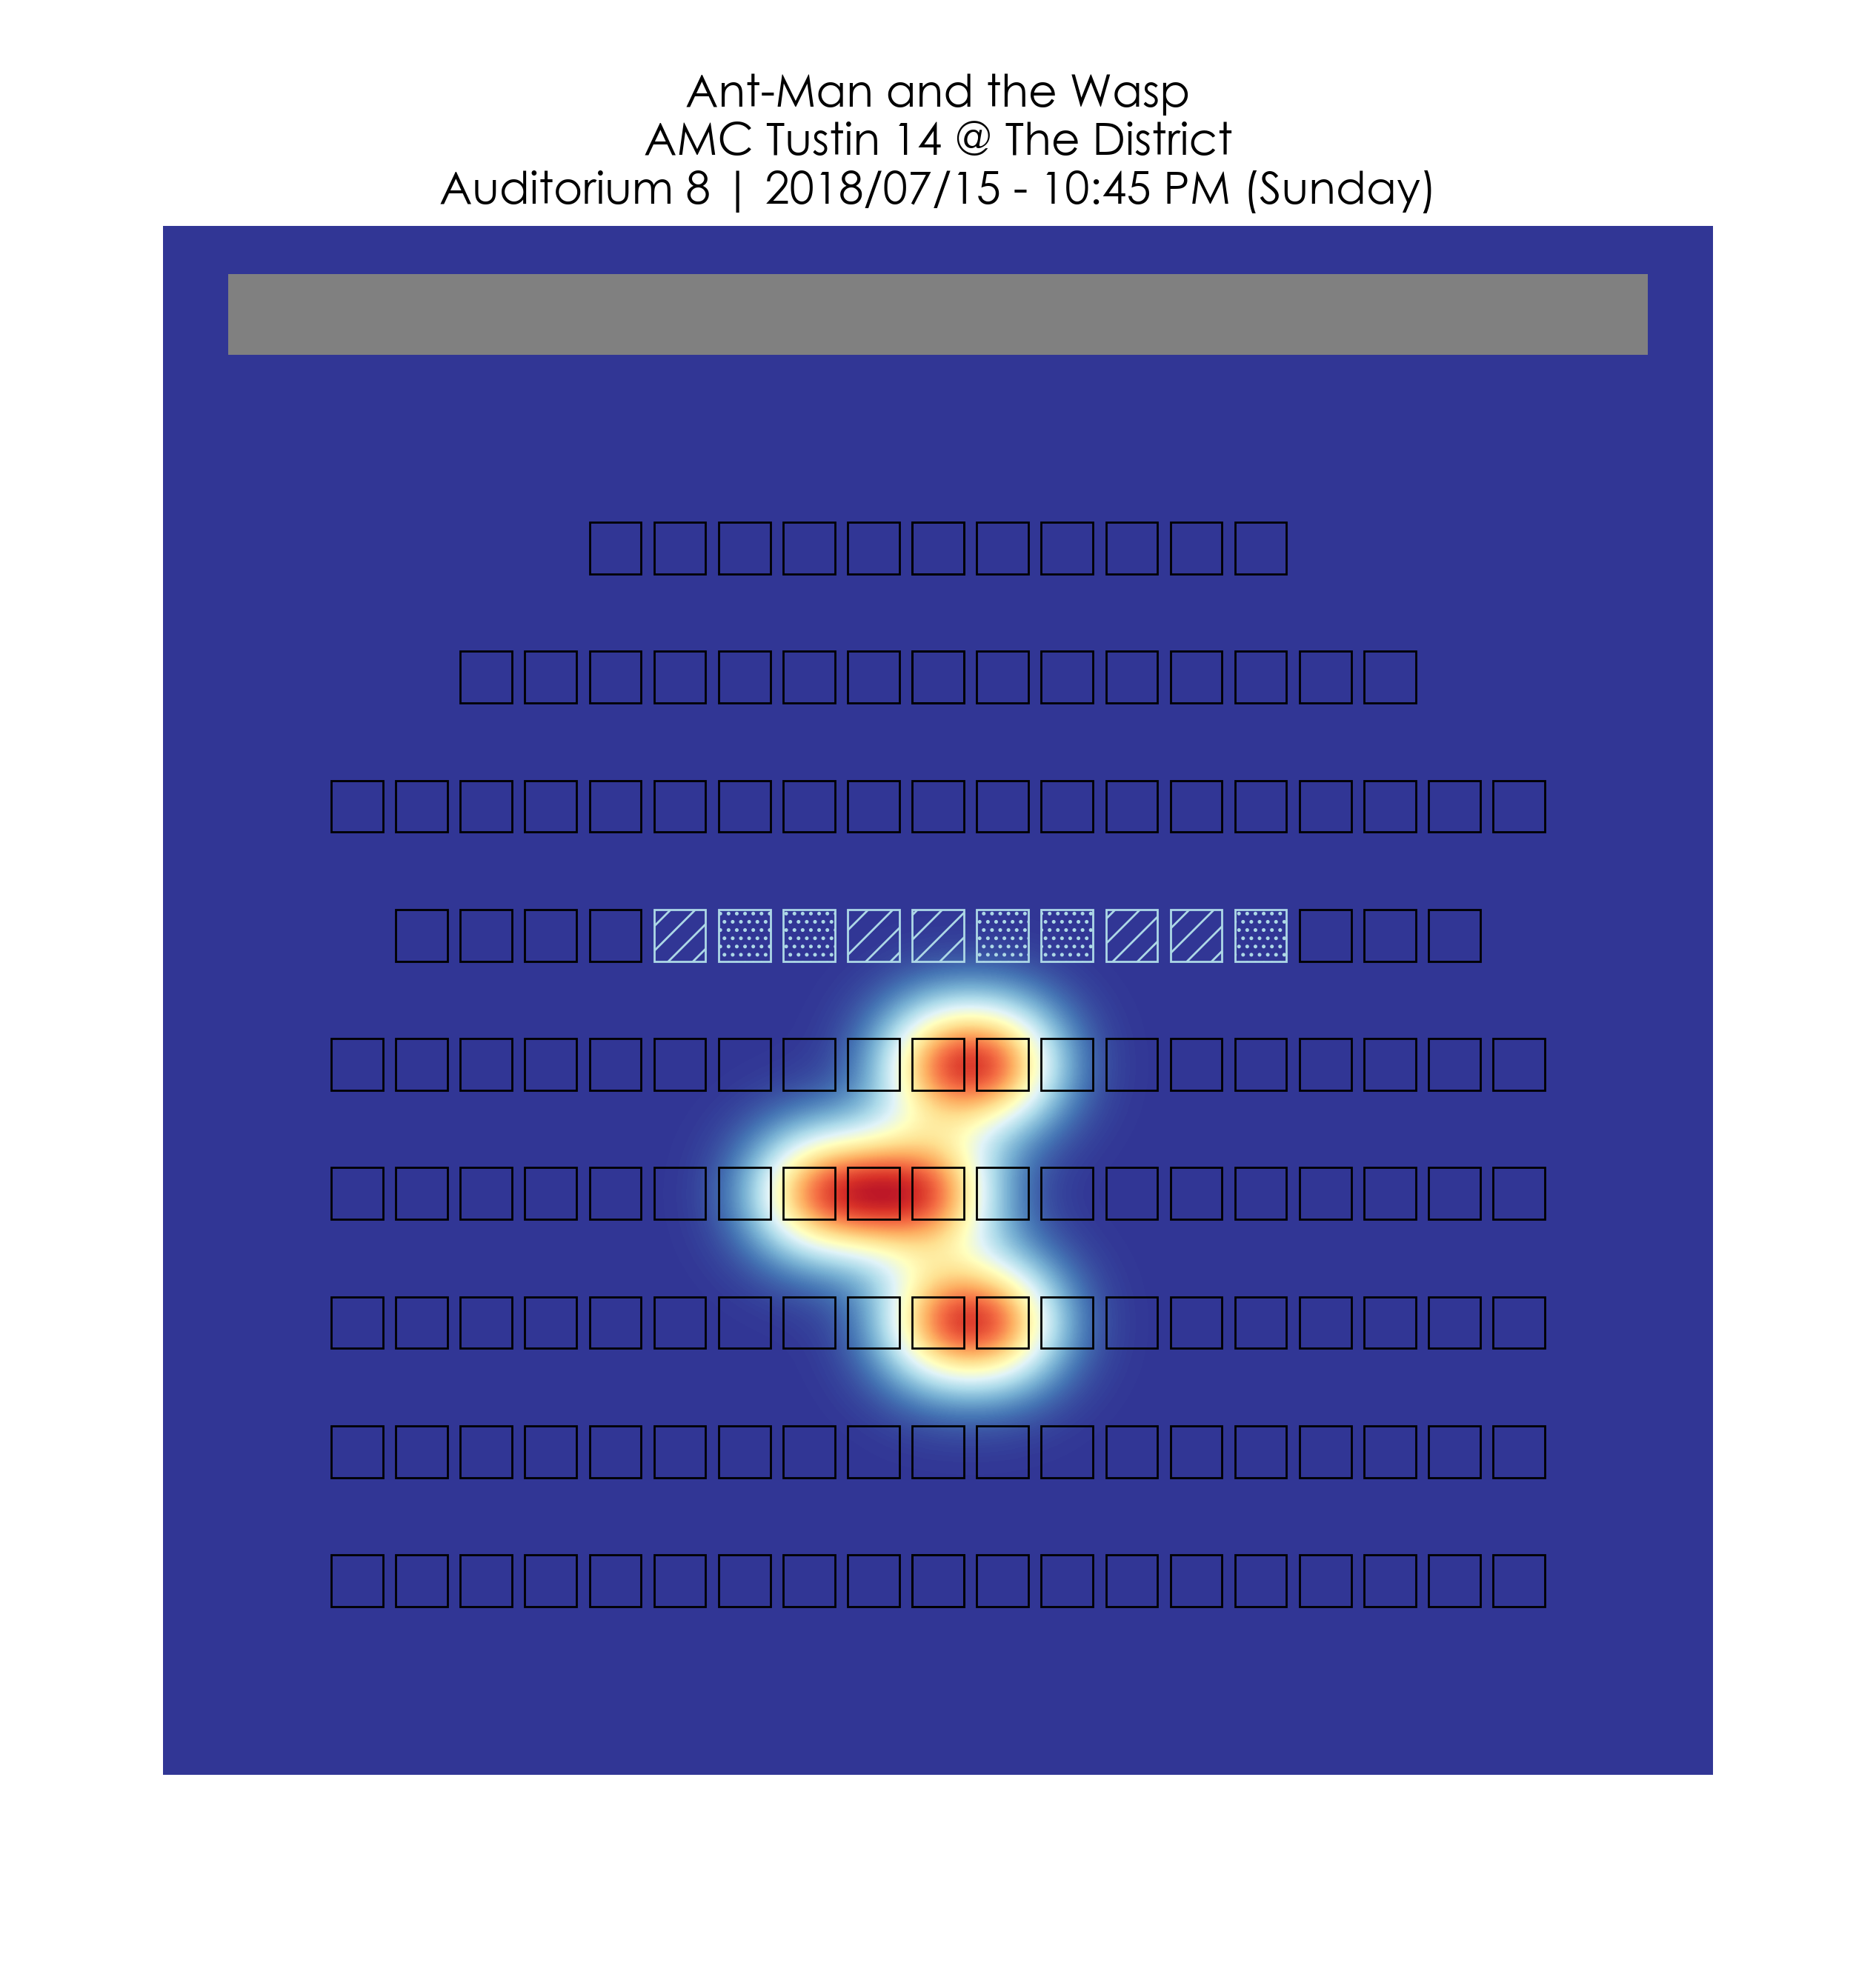 Ant-Man and the Wasp
AMC Tustin 14 @ The District
Auditorium 8 | 2018/07/15 - 10:45 PM (Sunday)